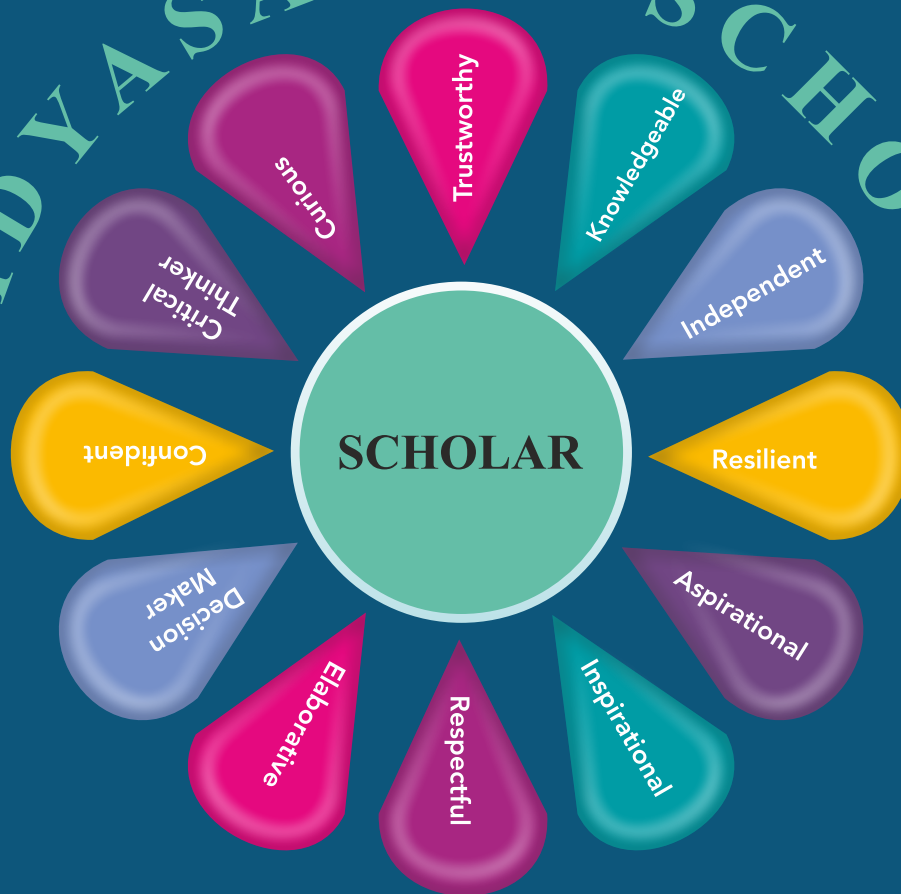 DYASA
SCHO
Trustworthy
Knowledgeable
Independent
Resilient
Aspirational
Inspirational
Respectful
Elaborative
Decision
Maker
Confident
Critical
Thinker
Curious
SCHOLAR